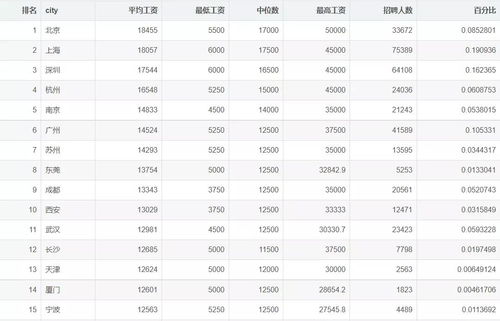 排名 city 平均工资 最低工资 中位数 最高工资 招聘人数 百分比
1 北京 18455 5500 17000 50000 33672 0.0852801
2 上海 18057 6000 17500 45000 75389 0.190936
3 深圳 17544 6000 16500 45000 64108 0.162365
4 杭州 16548 5250 15000 45000 24036 0.0608753
5 南京 14833 4500 14000 35000 21243 0.0538015
6 广州 14524 5250 12500 37500 41589 0.105331
7 苏州 14293 5250 12500 35000 13595 0.0344317
8 东莞 13754 5000 12500 32842.9 5253 0.0133041
9 成都 13343 3750 12500 35000 20561 0.0520743
10 西安 13029 3750 12500 33333 12471 0.0315849
11 武汉 12981 4500 12500 30330.7 23423 0.0593228
12 长沙 12685 5000 11500 37500 7798 0.0197498
13 天津 12624 5000 12000 30000 2563 0.00649124
14 厦门 12601 5000 12500 28654.2 1823 0.00461706
15 宁波 12563 5250 12500 27545.8 4489 0.0113692